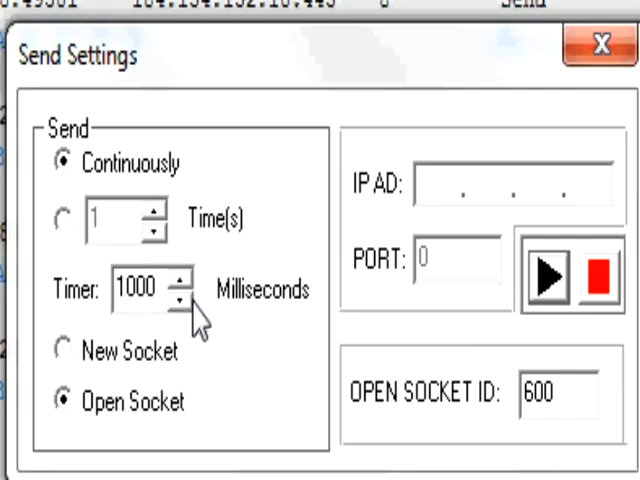 Send
Send Settings
Send
Continuously
1 Time(s)
Timer: 1000 Milliseconds
New Socket
Open Socket
IP AD: . . .
PORT: 0
OPEN SOCKET ID: 600